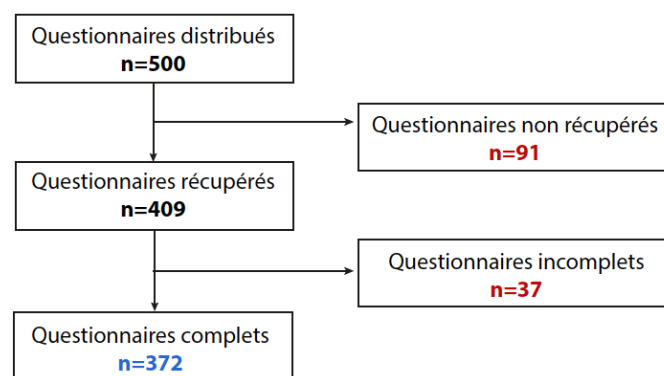 Questionnaires distribués
n=500
Questionnaires non récupérés
n=91
Questionnaires récupérés
n=409
Questionnaires incomplets
n=37
Questionnaires complets
n=372